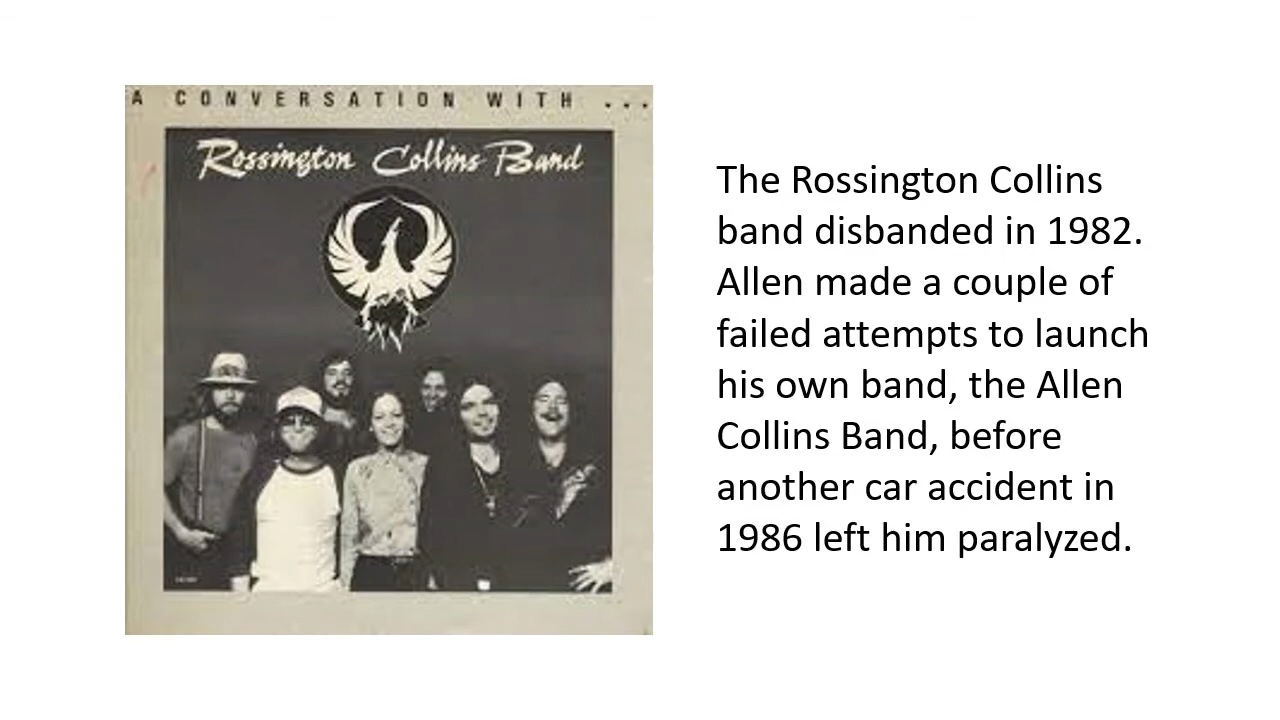 A CONVERSATION WITH ...
Rossington Collins Band
The Rossington Collins
band disbanded in 1982.
Allen made a couple of
failed attempts to launch
his own band, the Allen
Collins Band, before
another car accident in
1986 left him paralyzed.